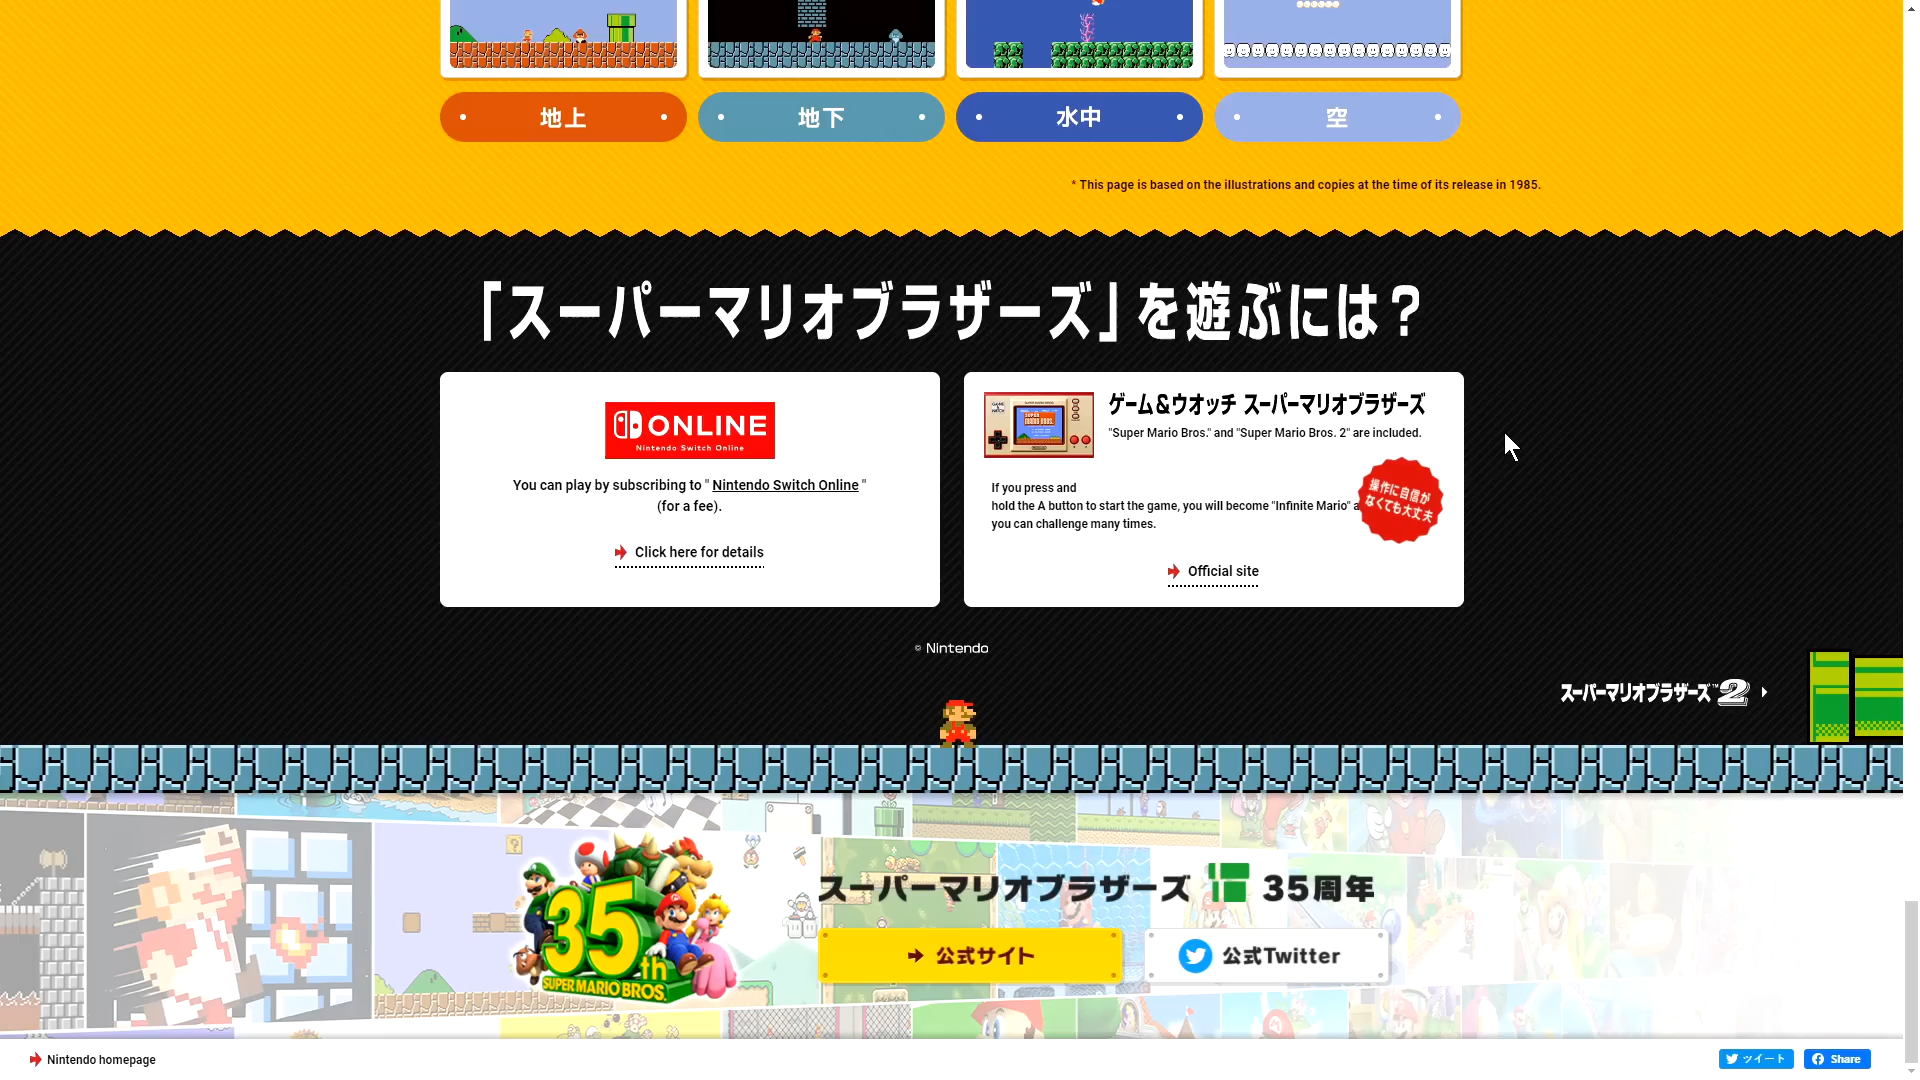 地上
地下
水中
空
* This page is based on the illustrations and copies at the time of its release in 1985.
「スーパーマリオブラザーズ」を遊ぶには？
ONLINE
Nintendo Switch Online
You can play by subscribing to " Nintendo Switch Online "
(for a fee).
Click here for details
ゲーム&ウオッチ スーパーマリオブラザーズ
"Super Mario Bros." and "Super Mario Bros. 2" are included.
If you press and
hold the A button to start the game, you will become "Infinite Mario" a
you can challenge many times.
操作に自信が
なくても大丈夫
Official site
© Nintendo
スーパーマリオブラザーズ™2
35th
SUPER MARIO BROS.
スーパーマリオブラザーズ 35周年
公式サイト
公式Twitter
Nintendo homepage
ツイート
Share